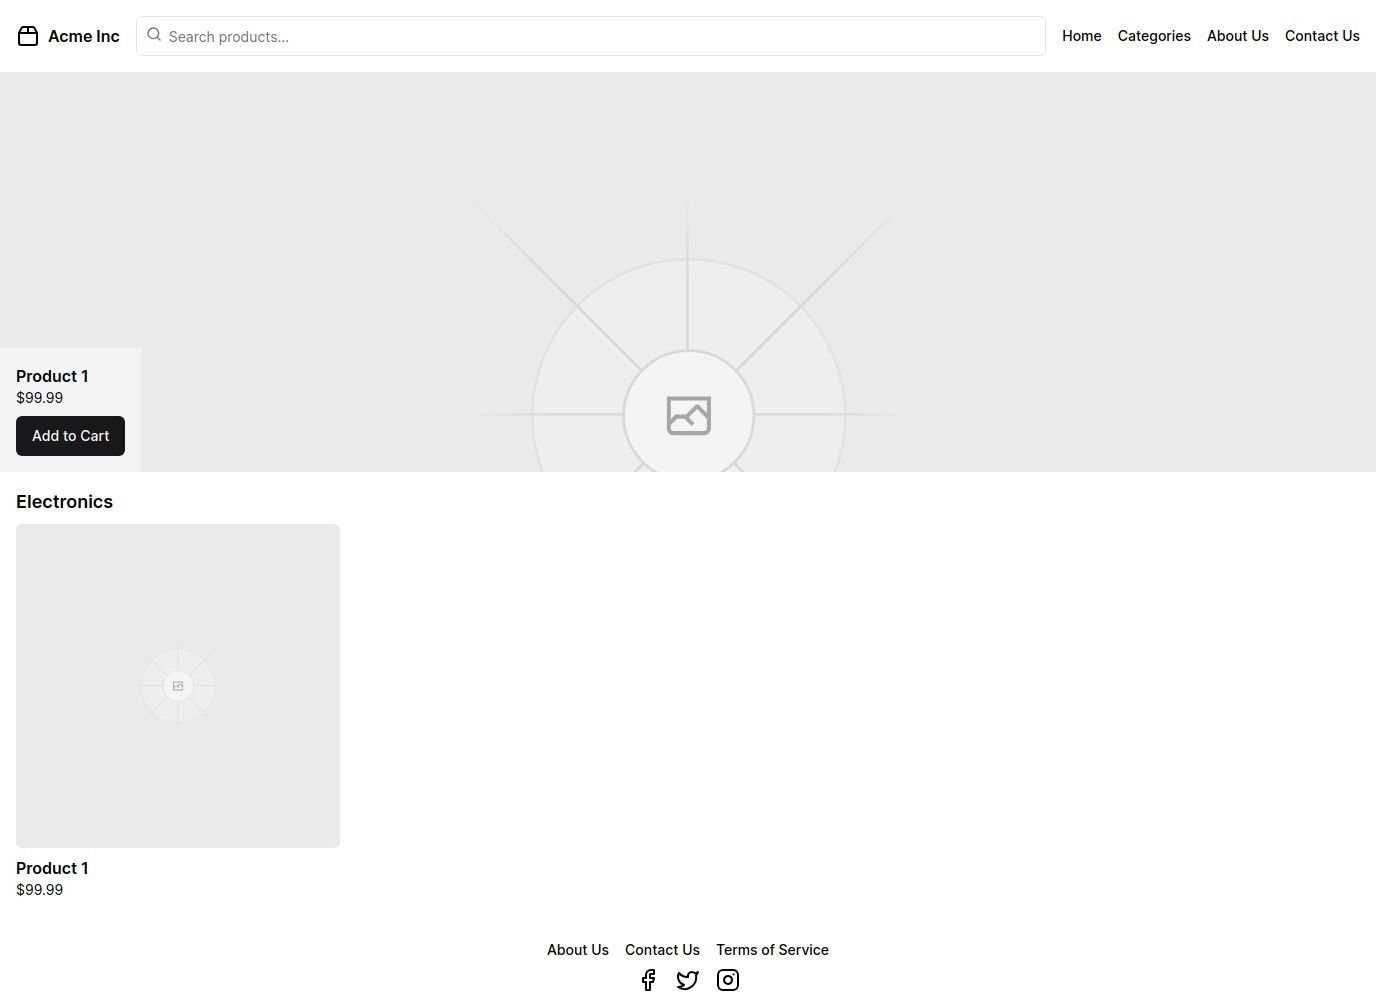 Acme Inc
Search products...
Home Categories About Us Contact Us
Product 1
$99.99
Add to Cart
Electronics
Product 1
$99.99
About Us Contact Us Terms of Service